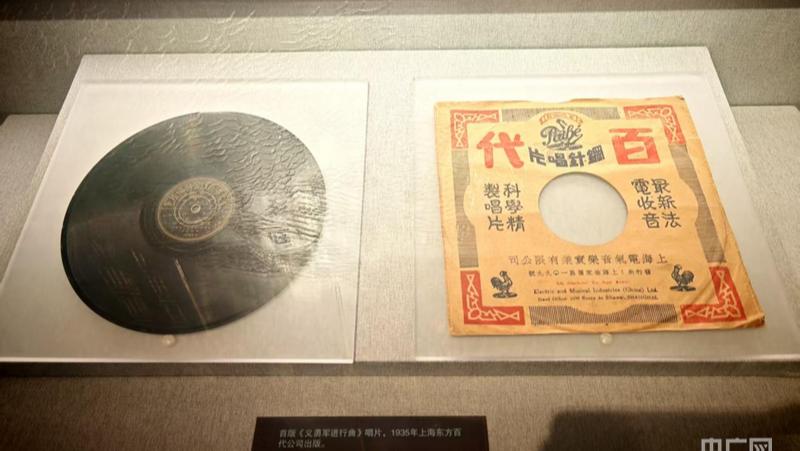 Pathé
百代
鋼針唱片
最新法
電收音
科學精
製唱片
上海電氣音樂實業有限公司
Electric and Musical Industries (China) Ltd.
首版《义勇军进行曲》唱片，1935年上海东方百
代公司出版。
央广网